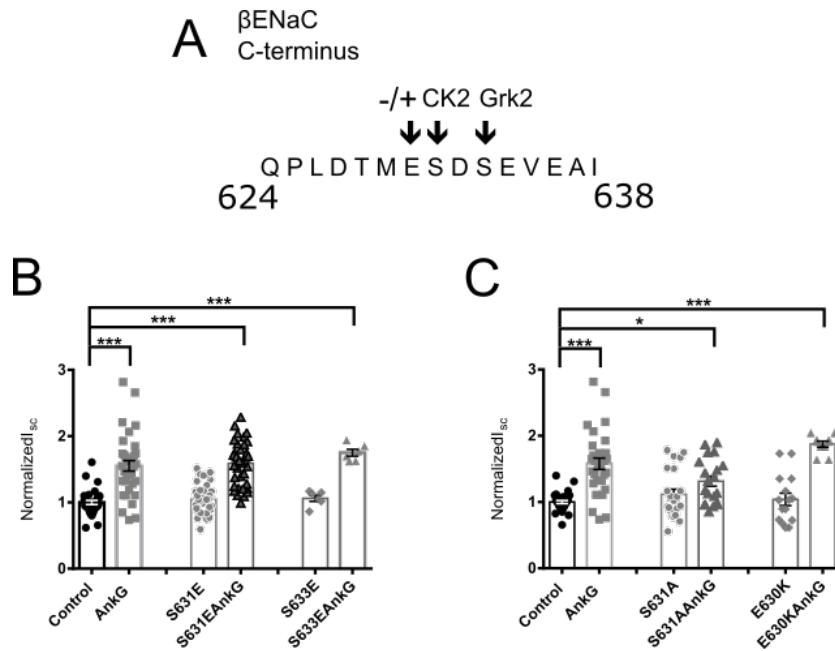 A
βENaC
C-terminus
-/+ CK2 Grk2
Q P L D T M E S D S E V E A I
624 638
B
***
***
***
3
2
1
0
NormalizedIsc
Control
AnkG
S631E
S631EAnkG
S633E
S633EAnkG
C
***
*
***
3
2
1
0
NormalizedIsc
Control
AnkG
S631A
S631AAnkG
E630K
E630KAnkG